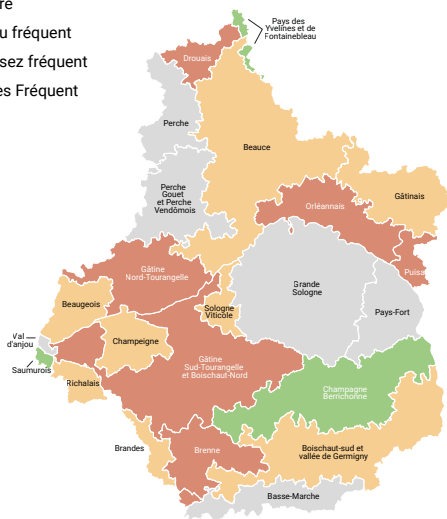 re
u fréquent
sez fréquent
es Fréquent
Pays des
Yvelines et de
Fontainebleau
Drouais
Perche
Beauce
Perche
Gouet
et Perche
Vendômois
Gâtinais
Orléannais
Gâtine
Nord-Tourangelle
Puisa
Grande
Sologne
Beaugeois
Sologne
Viticole
Pays-Fort
Val
d'anjou
Champeigne
Saumurois
Gâtine
Sud-Tourangelle
et Boischaut-Nord
Richalais
Champagne
Berrichonne
Brandes
Brenne
Boischaut-sud et
vallée de Germigny
Basse-Marche